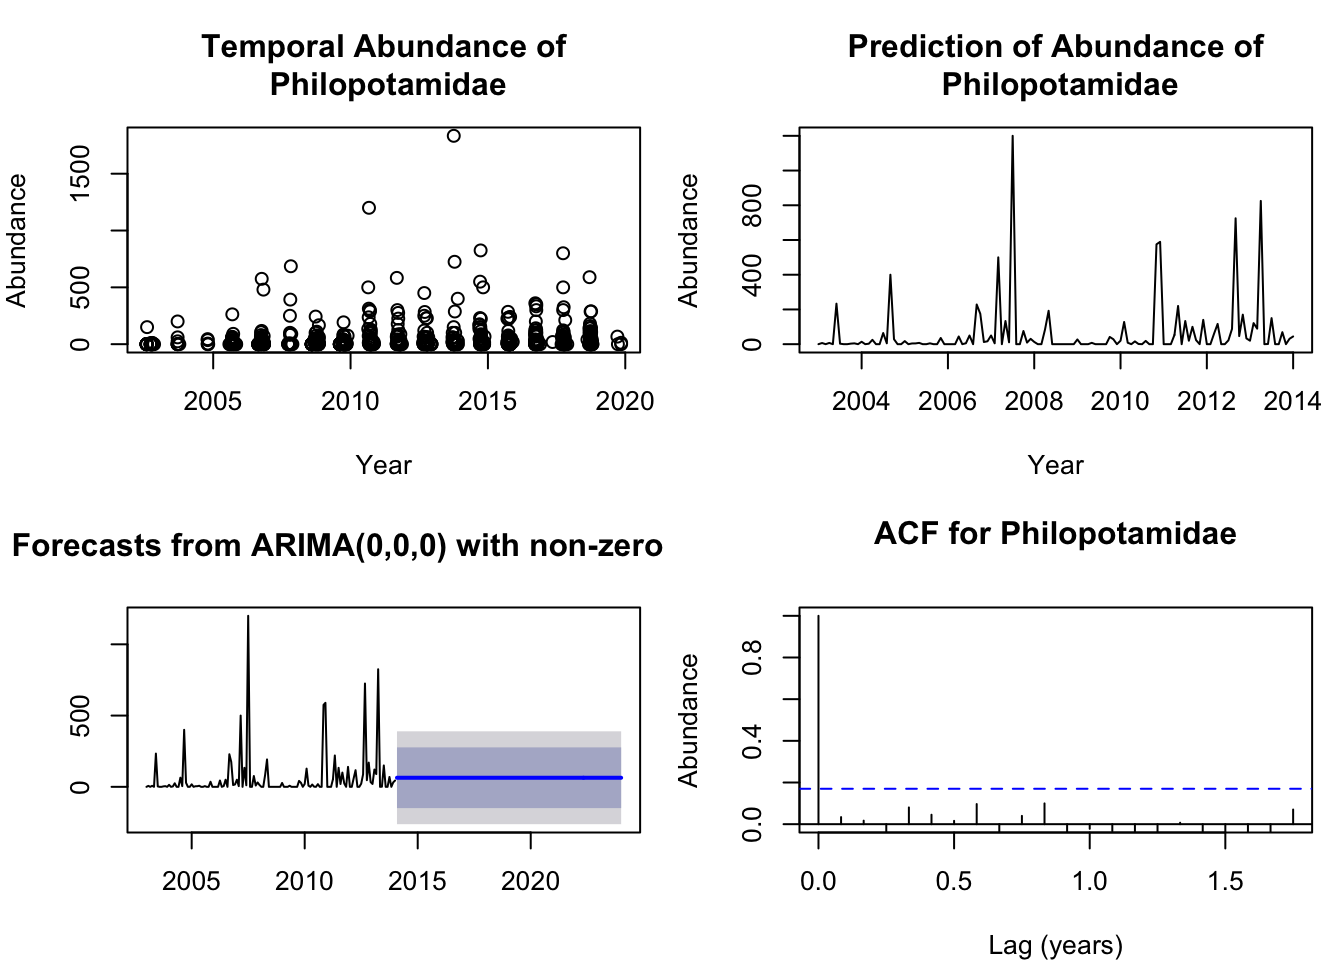 Temporal Abundance of
Philopotamidae
Abundance
1500
500
0
2005 2010 2015 2020
Year
Prediction of Abundance of
Philopotamidae
Abundance
800
400
0
2004 2006 2008 2010 2012 2014
Year
Forecasts from ARIMA(0,0,0) with non-zero
500
0
2005 2010 2015 2020
ACF for Philopotamidae
Abundance
0.8
0.4
0.0
0.0 0.5 1.0 1.5
Lag (years)